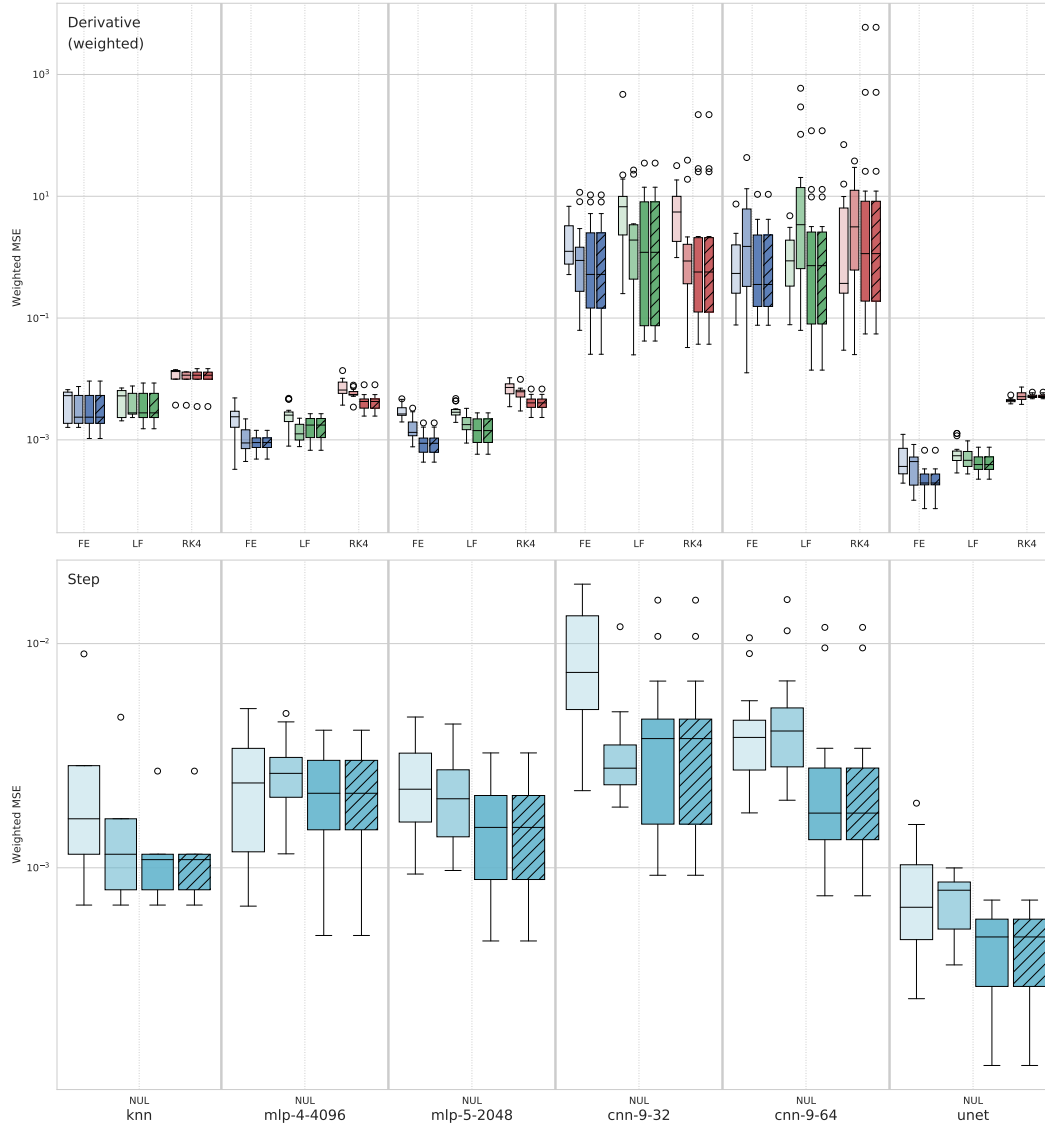 Derivative
(weighted)
Weighted MSE
10³
10¹
10⁻¹
10⁻³
FE LF RK4 FE LF RK4 FE LF RK4 FE LF RK4 FE LF RK4 FE LF RK4
Step
Weighted MSE
10⁻²
10⁻³
NUL NUL NUL NUL NUL NUL
knn mlp-4-4096 mlp-5-2048 cnn-9-32 cnn-9-64 unet